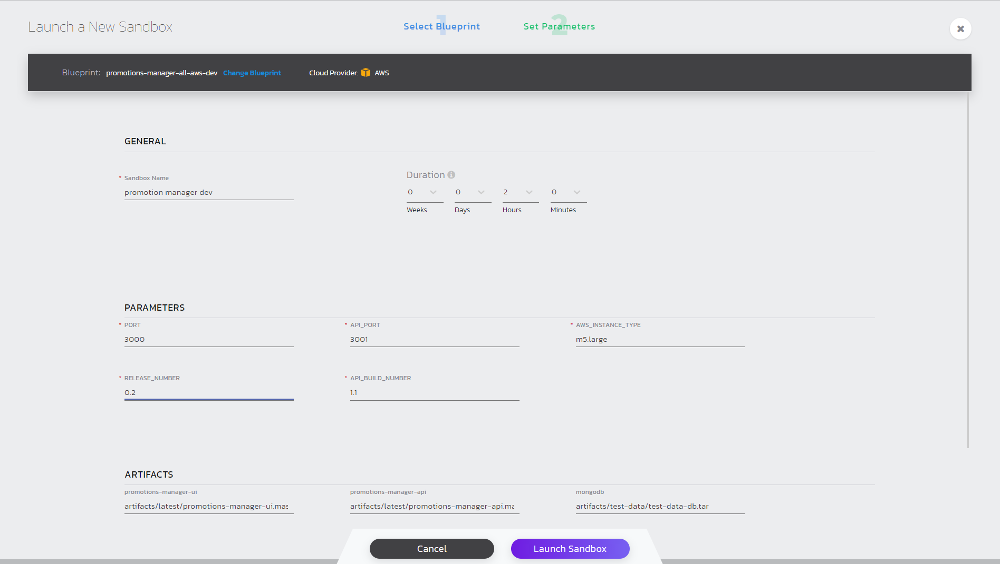 Launch a New Sandbox
1 Select Blueprint
2 Set Parameters
Blueprint: promotions-manager-all-aws-dev Change Blueprint Cloud Provider: AWS
GENERAL
* Sandbox Name
promotion manager dev
Duration
0 0 2 0
Weeks Days Hours Minutes
PARAMETERS
* PORT * API_PORT * AWS_INSTANCE_TYPE
3000 3001 m5.large
* RELEASE_NUMBER * API_BUILD_NUMBER
0.2 1.1
ARTIFACTS
promotions-manager-ui promotions-manager-api mongodb
artifacts/latest/promotions-manager-ui.mas artifacts/latest/promotions-manager-api.ma artifacts/test-data/test-data-db.tar
Cancel Launch Sandbox